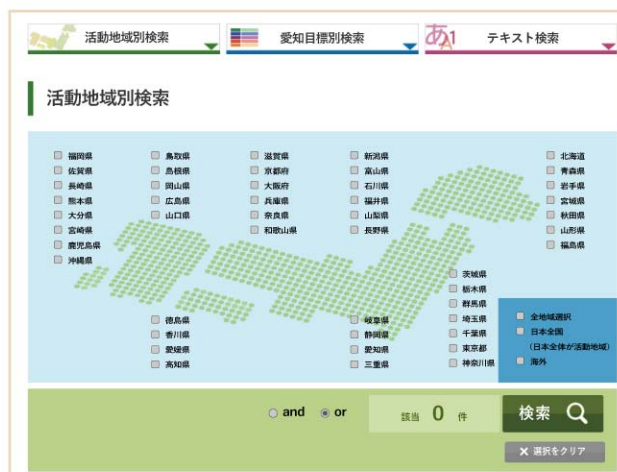 活動地域別検索
愛知目標別検索
あA1
テキスト検索
活動地域別検索
福岡県
佐賀県
長崎県
熊本県
大分県
宮崎県
鹿児島県
沖縄県
鳥取県
島根県
岡山県
広島県
山口県
滋賀県
京都府
大阪府
兵庫県
奈良県
和歌山県
新潟県
富山県
石川県
福井県
山梨県
長野県
北海道
青森県
岩手県
宮城県
秋田県
山形県
福島県
徳島県
香川県
愛媛県
高知県
岐阜県
静岡県
愛知県
三重県
茨城県
栃木県
群馬県
埼玉県
千葉県
東京都
神奈川県
全地域選択
日本全国
(日本全体が活動地域)
海外
and
or
該当 0 件
検索
× 選択をクリア